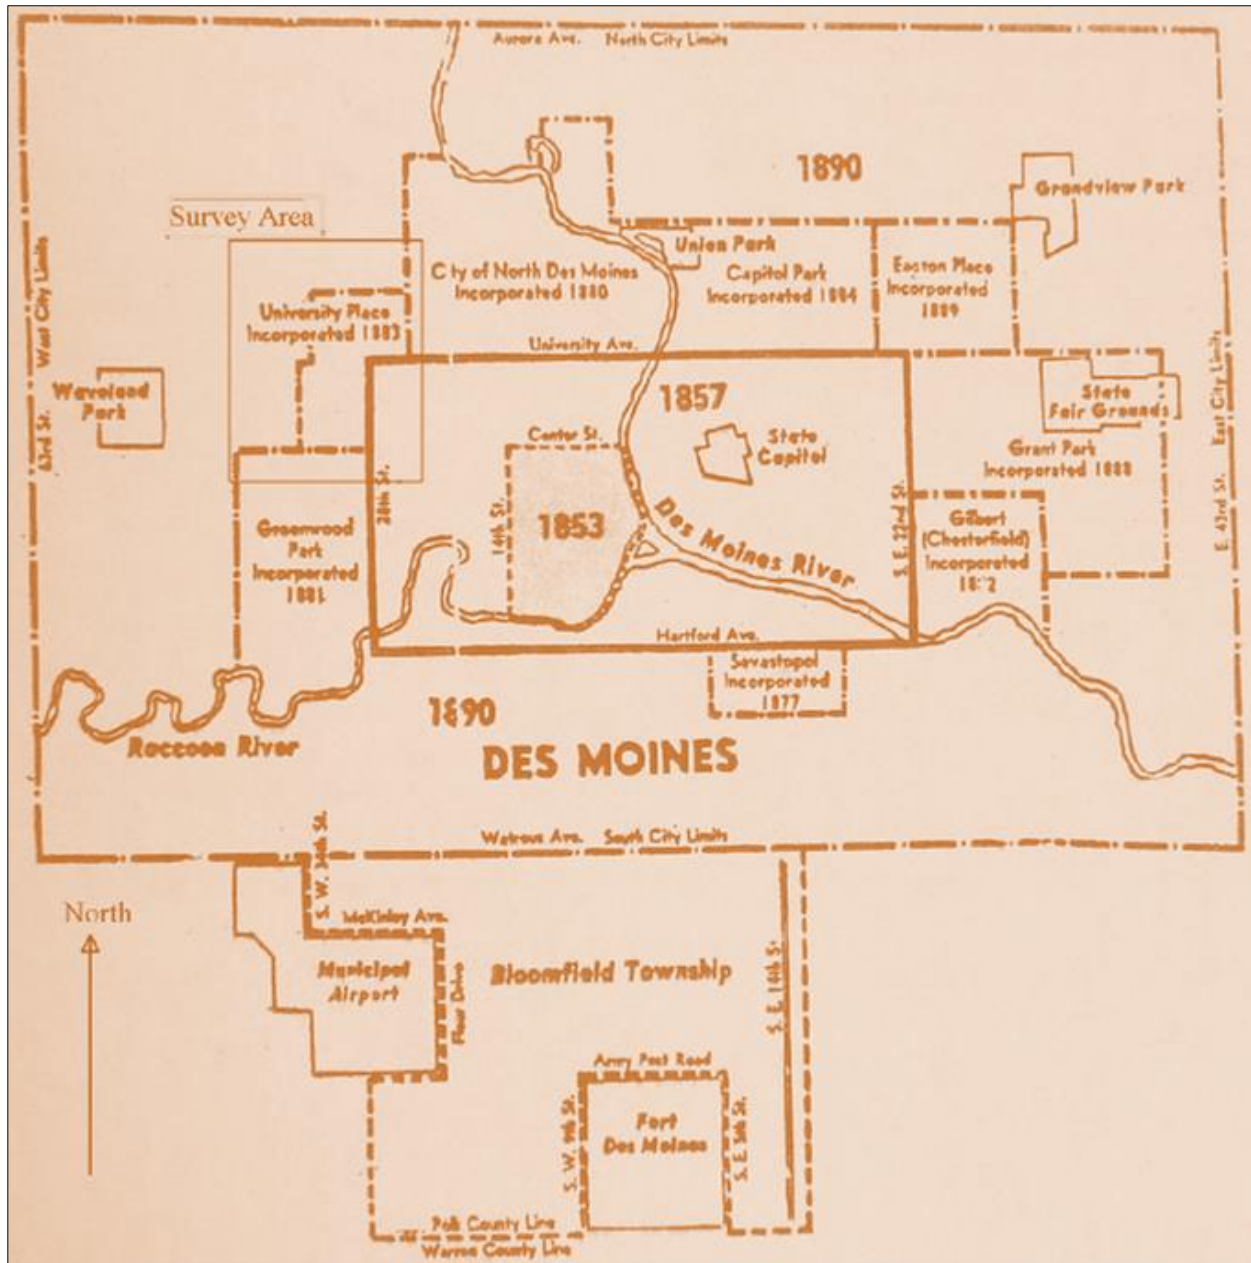 Aurora Ave. North City Limits
1890
Grandview Park
Survey Area
Union Park
City of North Des Moines
Incorporated 1880
Capitol Park
Incorporated 1884
Easton Place
Incorporated
1889
University Place
Incorporated 1883
63rd St. West City Limits
University Ave.
Waveland
Park
1857
State
Fair Grounds
E. 43rd St. East City Limits
Center St.
State
Capitol
Grant Park
Incorporated 1888
28th St.
14th St.
1853
Des Moines River
S. E. 22nd St.
Greenwood
Park
Incorporated
1881
Gilbert
(Chesterfield)
Incorporated
Hartford Ave.
Sevastopol
Incorporated
1877
1890
Raccoon River
DES MOINES
Watrous Ave. South City Limits
S. W. 34th St.
North
McKinley Ave.
Municipal
Airport
Fleur Drive
Bloomfield Township
S. E. 14th St
Army Post Road
S. W. 9th St.
Fort
Des Moines
S. E. 5th St.
Polk County Line
Warren County Line